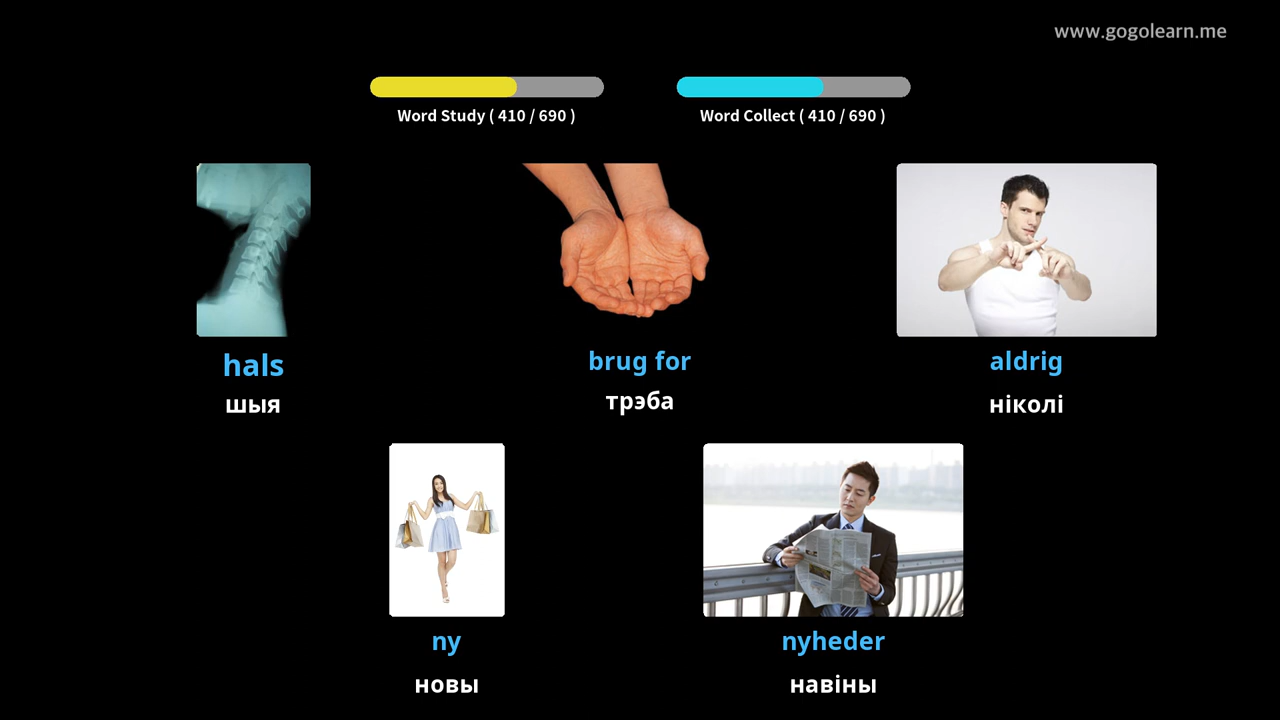 www.gogolearn.me
Word Study ( 410 / 690 )
Word Collect ( 410 / 690 )
hals
шыя
brug for
трэба
aldrig
ніколі
ny
новы
nyheder
навіны